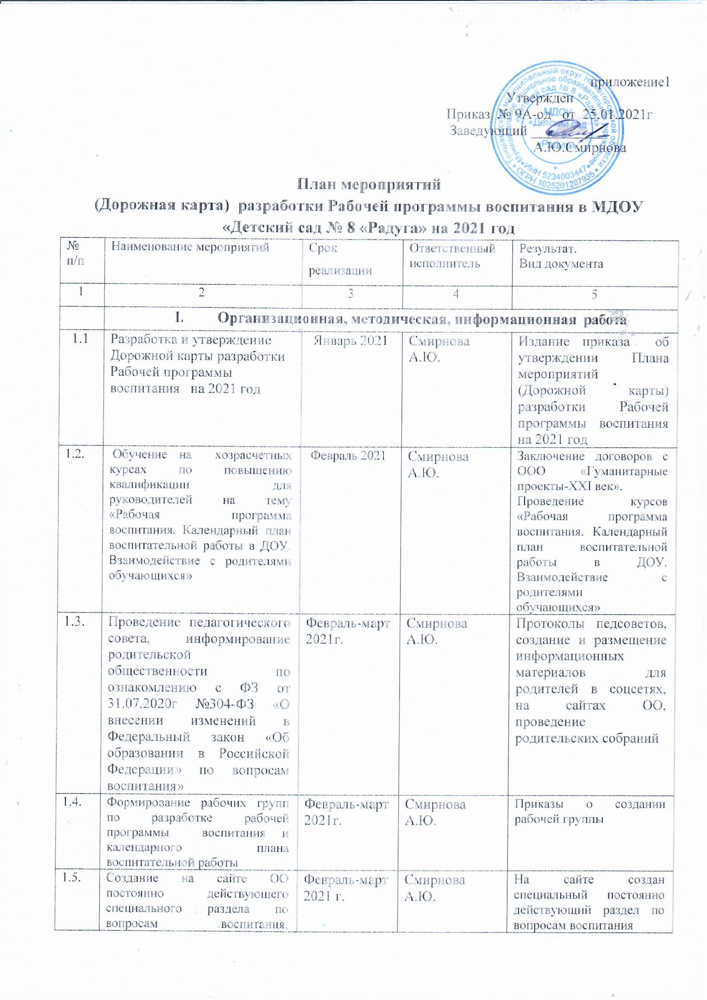 приложение1
Утвержден
Приказ № 9А-од от 25.01.2021г
Заведующий
А.Ю.Смирнова
муниципальный округ Нижегородской области
Муниципальное дошкольное образовательное учреждение
«Детский сад № 8 «Радуга»
МДОУ
«Детский сад
«Радуга»
ИНН 5234003447
ОГРН 1025201287935
План мероприятий
(Дорожная карта) разработки Рабочей программы воспитания в МДОУ
«Детский сад № 8 «Радуга» на 2021 год
№
п/п
Наименование мероприятий
Срок
реализации
Ответственный
исполнитель
Результат.
Вид документа
1 2 3 4 5
I. Организационная, методическая, информационная работа
1.1
Разработка и утверждение
Дорожной карты разработки
Рабочей программы
воспитания на 2021 год
Январь 2021
Смирнова
А.Ю.
Издание приказа об
утверждении Плана
мероприятий
(Дорожной карты)
разработки Рабочей
программы воспитания
на 2021 год
1.2.
Обучение на хозрасчетных
курсах по повышению
квалификации для
руководителей на тему
«Рабочая программа
воспитания. Календарный план
воспитательной работы в ДОУ.
Взаимодействие с родителями
обучающихся»
Февраль 2021
Смирнова
А.Ю.
Заключение договоров с
ООО «Гуманитарные
проекты-XXI век».
Проведение курсов
«Рабочая программа
воспитания. Календарный
план воспитательной
работы в ДОУ.
Взаимодействие с
родителями
обучающихся»
1.3.
Проведение педагогического
совета, информирование
родительской
общественности по
ознакомлению с ФЗ от
31.07.2020г №304-ФЗ «О
внесении изменений в
Федеральный закон «Об
образовании в Российской
Федерации» по вопросам
воспитания»
Февраль-март
2021г.
Смирнова
А.Ю.
Протоколы педсоветов,
создание и размещение
информационных
материалов для
родителей в соцсетях,
на сайтах ОО,
проведение
родительских собраний
1.4.
Формирование рабочих групп
по разработке рабочей
программы воспитания и
календарного плана
воспитательной работы
Февраль-март
2021г.
Смирнова
А.Ю.
Приказы о создании
рабочей группы
1.5.
Создание на сайте ОО
постоянно действующего
специального раздела по
вопросам воспитания,
Февраль-март
2021 г.
Смирнова
А.Ю.
На сайте создан
специальный постоянно
действующий раздел по
вопросам воспитания